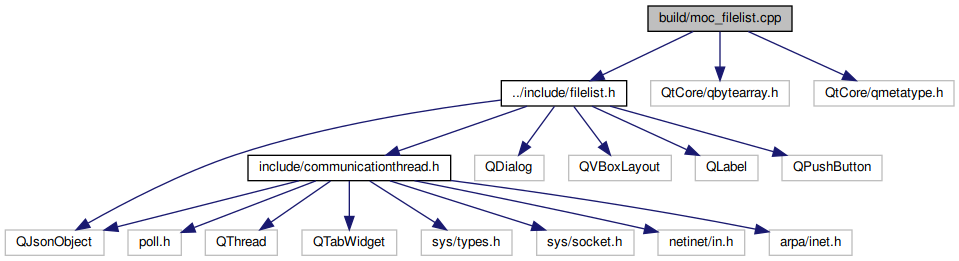 build/moc_filelist.cpp
../include/filelist.h
QtCore/qbytearray.h
QtCore/qmetatype.h
include/communicationthread.h
QDialog
QVBoxLayout
QLabel
QPushButton
QJsonObject
poll.h
QThread
QTabWidget
sys/types.h
sys/socket.h
netinet/in.h
arpa/inet.h